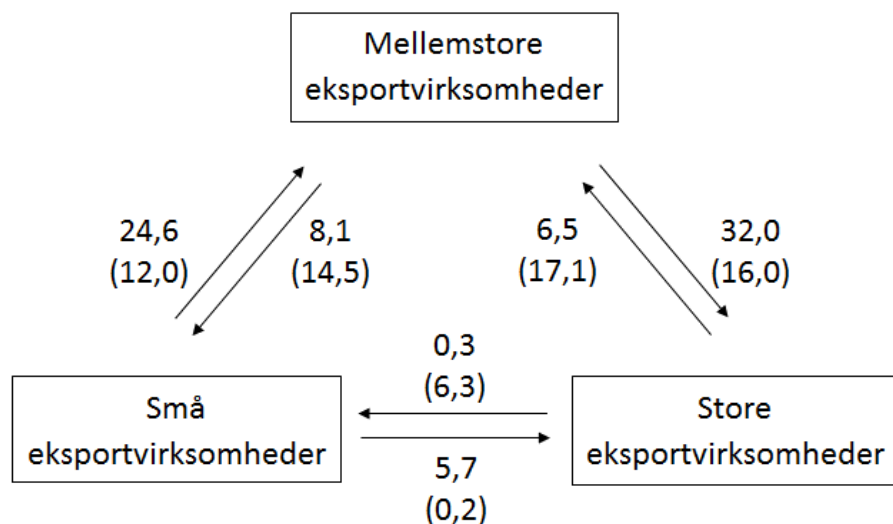 Mellemstore
eksportvirksomheder
24,6
(12,0)
8,1
(14,5)
6,5
(17,1)
32,0
(16,0)
0,3
(6,3)
Små
eksportvirksomheder
Store
eksportvirksomheder
5,7
(0,2)